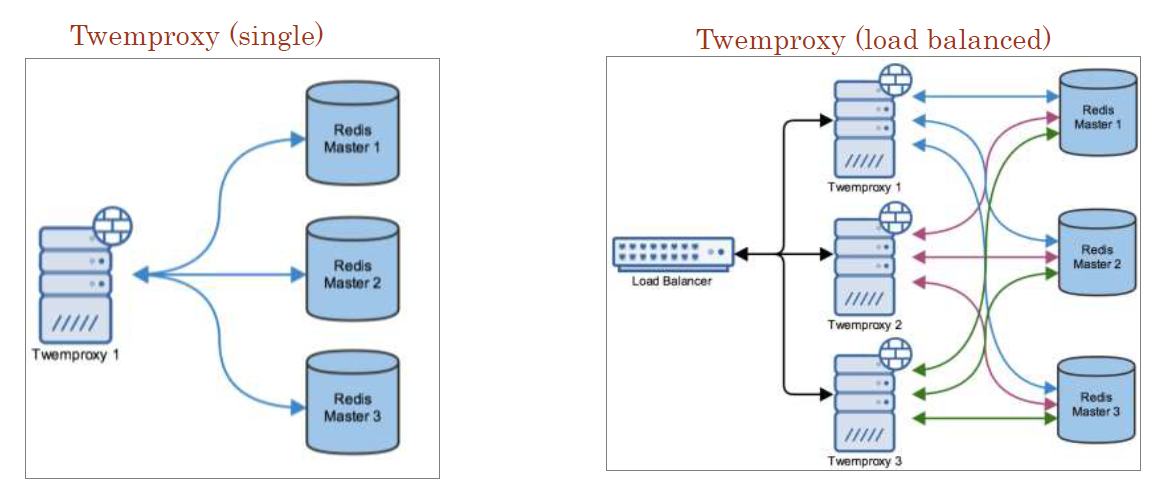 Twemproxy (single)
Redis
Master 1
Redis
Master 2
Redis
Master 3
Twemproxy 1
Twemproxy (load balanced)
Load Balancer
Twemproxy 1
Twemproxy 2
Twemproxy 3
Redis
Master 1
Redis
Master 2
Redis
Master 3